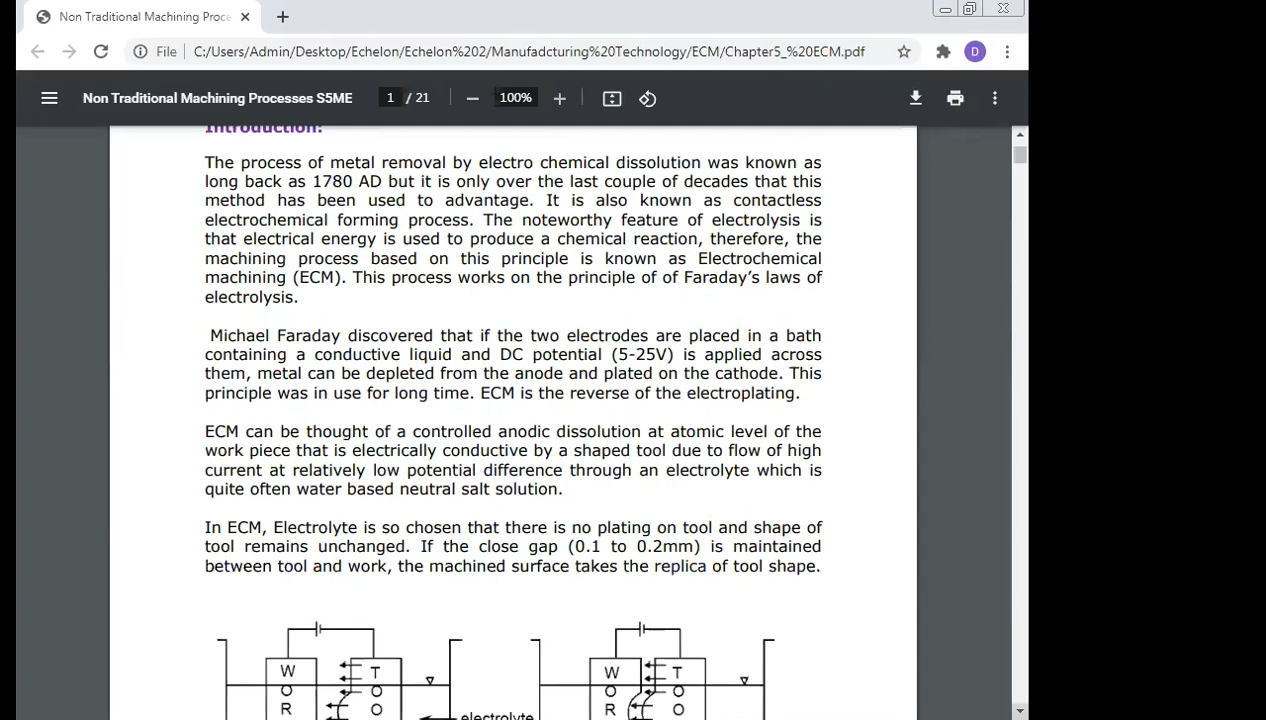 Non Traditional Machining Proce
File C:/Users/Admin/Desktop/Echelon/Echelon%202/Manufadcturing%20Technology/ECM/Chapter5_%20ECM.pdf D
Non Traditional Machining Processes S5ME 1 / 21 100%
Introduction:
The process of metal removal by electro chemical dissolution was known as
long back as 1780 AD but it is only over the last couple of decades that this
method has been used to advantage. It is also known as contactless
electrochemical forming process. The noteworthy feature of electrolysis is
that electrical energy is used to produce a chemical reaction, therefore, the
machining process based on this principle is known as Electrochemical
machining (ECM). This process works on the principle of of Faraday's laws of
electrolysis.
Michael Faraday discovered that if the two electrodes are placed in a bath
containing a conductive liquid and DC potential (5-25V) is applied across
them, metal can be depleted from the anode and plated on the cathode. This
principle was in use for long time. ECM is the reverse of the electroplating.
ECM can be thought of a controlled anodic dissolution at atomic level of the
work piece that is electrically conductive by a shaped tool due to flow of high
current at relatively low potential difference through an electrolyte which is
quite often water based neutral salt solution.
In ECM, Electrolyte is so chosen that there is no plating on tool and shape of
tool remains unchanged. If the close gap (0.1 to 0.2mm) is maintained
between tool and work, the machined surface takes the replica of tool shape.
W T W T
O O O O
R O R O
electrolyte